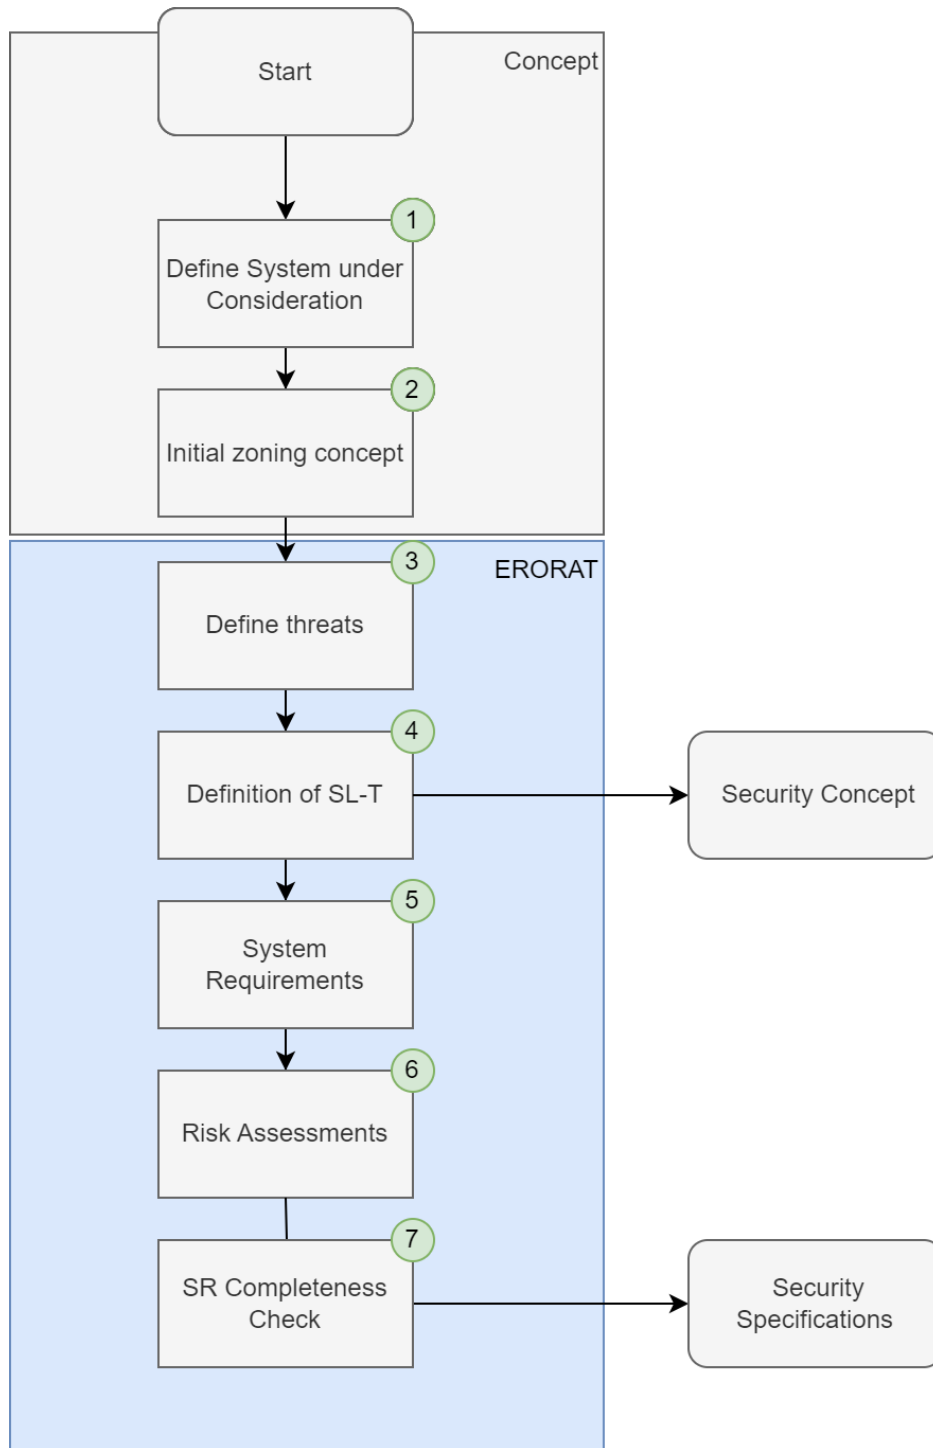 Start
Concept
1
Define System under
Consideration
2
Initial zoning concept
ERORAT
3
Define threats
4
Definition of SL-T
Security Concept
5
System
Requirements
6
Risk Assessments
7
SR Completeness
Check
Security
Specifications